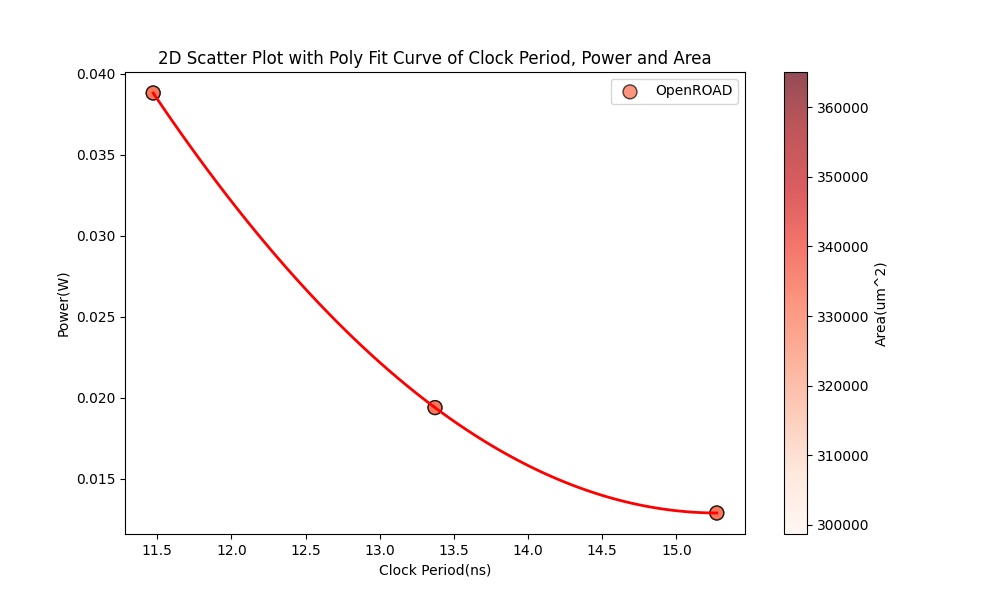 2D Scatter Plot with Poly Fit Curve of Clock Period, Power and Area
OpenROAD
0.040
0.035
0.030
0.025
0.020
0.015
Power(W)
11.5 12.0 12.5 13.0 13.5 14.0 14.5 15.0
Clock Period(ns)
360000
350000
340000
330000
320000
310000
300000
Area(um^2)